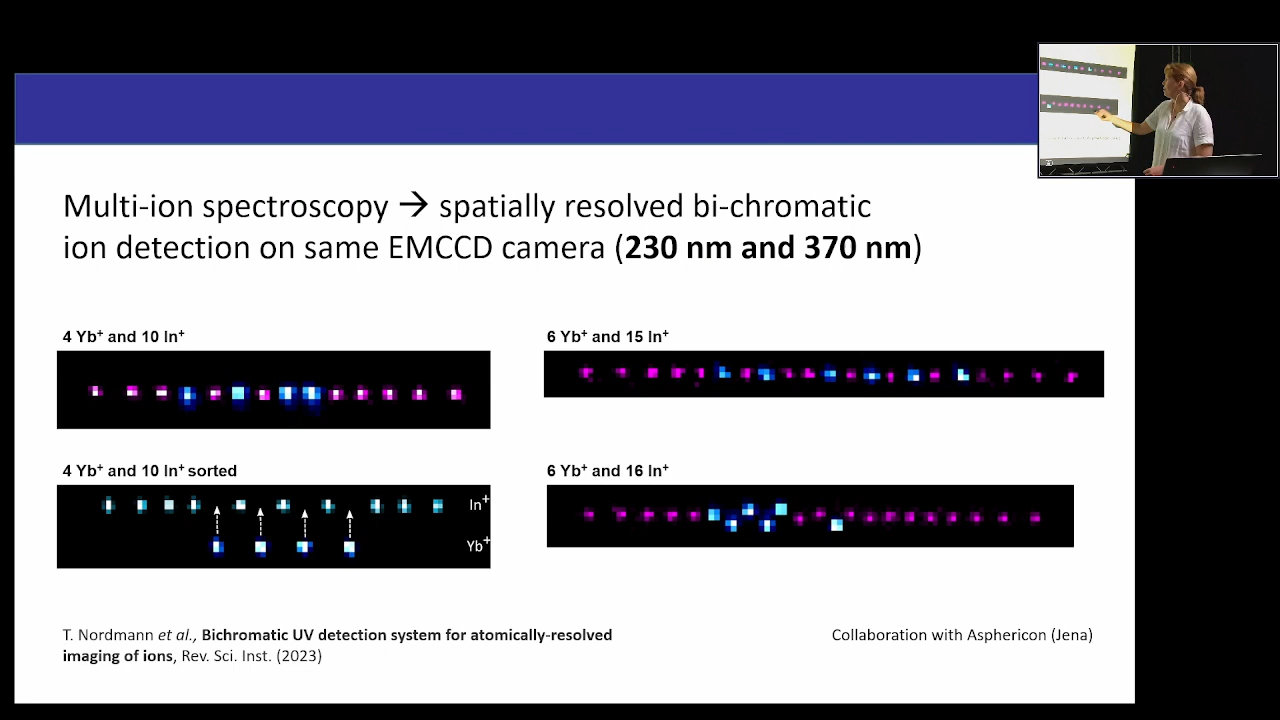 Multi-ion spectroscopy → spatially resolved bi-chromatic
ion detection on same EMCCD camera (230 nm and 370 nm)
4 Yb⁺ and 10 In⁺
6 Yb⁺ and 15 In⁺
4 Yb⁺ and 10 In⁺ sorted
In⁺
Yb⁺
6 Yb⁺ and 16 In⁺
T. Nordmann et al., Bichromatic UV detection system for atomically-resolved
imaging of ions, Rev. Sci. Inst. (2023)
Collaboration with Asphericon (Jena)